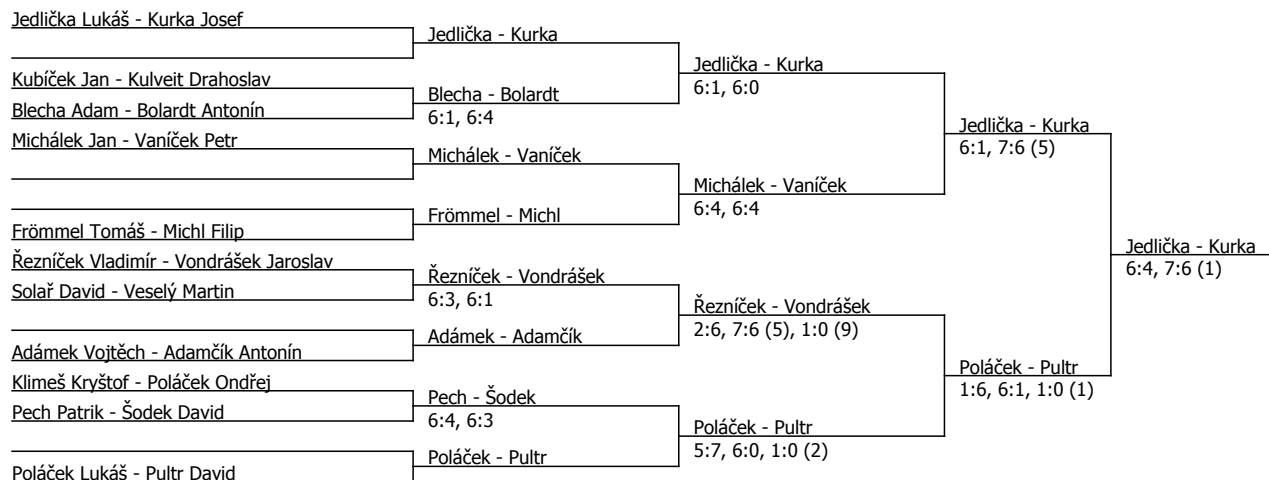 Jedlička Lukáš - Kurka Josef
Kubíček Jan - Kulveit Drahoslav
Blecha Adam - Bolardt Antonín
Michálek Jan - Vaníček Petr
Frömmel Tomáš - Michl Filip
Řezníček Vladimír - Vondrášek Jaroslav
Solař David - Veselý Martin
Adámek Vojtěch - Adamčík Antonín
Klimeš Kryštof - Poláček Ondřej
Pech Patrik - Šodek David
Poláček Lukáš - Pultr David
Jedlička - Kurka
Blecha - Bolardt
6:1, 6:4
Michálek - Vaníček
Frömmel - Michl
Řezníček - Vondrášek
6:3, 6:1
Adámek - Adamčík
Pech - Šodek
6:4, 6:3
Poláček - Pultr
Jedlička - Kurka
6:1, 6:0
Michálek - Vaníček
6:4, 6:4
Řezníček - Vondrášek
2:6, 7:6 (5), 1:0 (9)
Poláček - Pultr
5:7, 6:0, 1:0 (2)
Jedlička - Kurka
6:1, 7:6 (5)
Poláček - Pultr
1:6, 6:1, 1:0 (1)
Jedlička - Kurka
6:4, 7:6 (1)